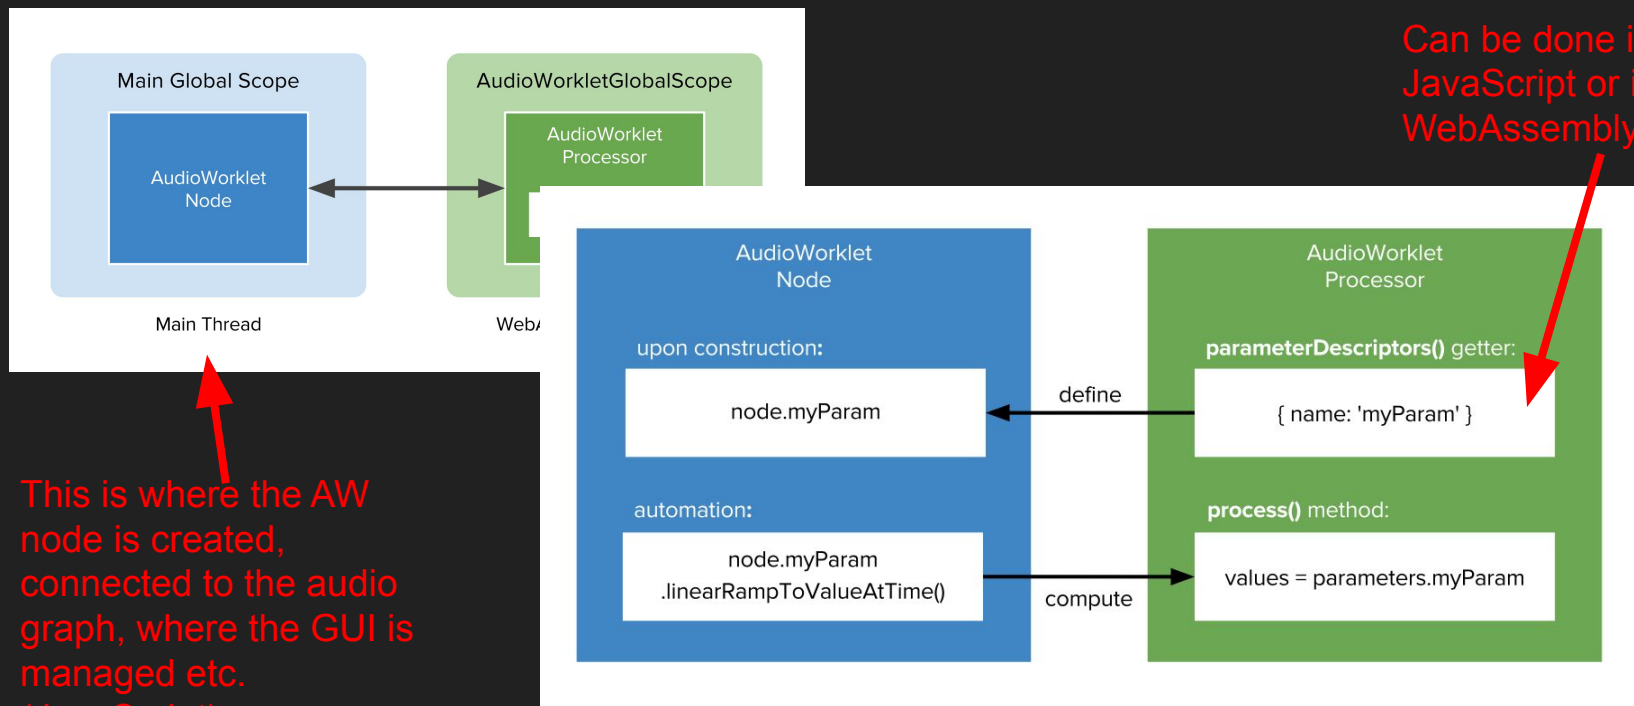 Main Global Scope
AudioWorklet
Node
Main Thread
AudioWorkletGlobalScope
AudioWorklet
Processor
Can be done
JavaScript or
WebAssembly
This is where the AW
node is created,
connected to the audio
graph, where the GUI is
managed etc.
AudioWorklet
Node
upon construction:
node.myParam
automation:
node.myParam
.linearRampToValueAtTime()
define
compute
AudioWorklet
Processor
parameterDescriptors() getter:
{ name: 'myParam' }
process() method:
values = parameters.myParam